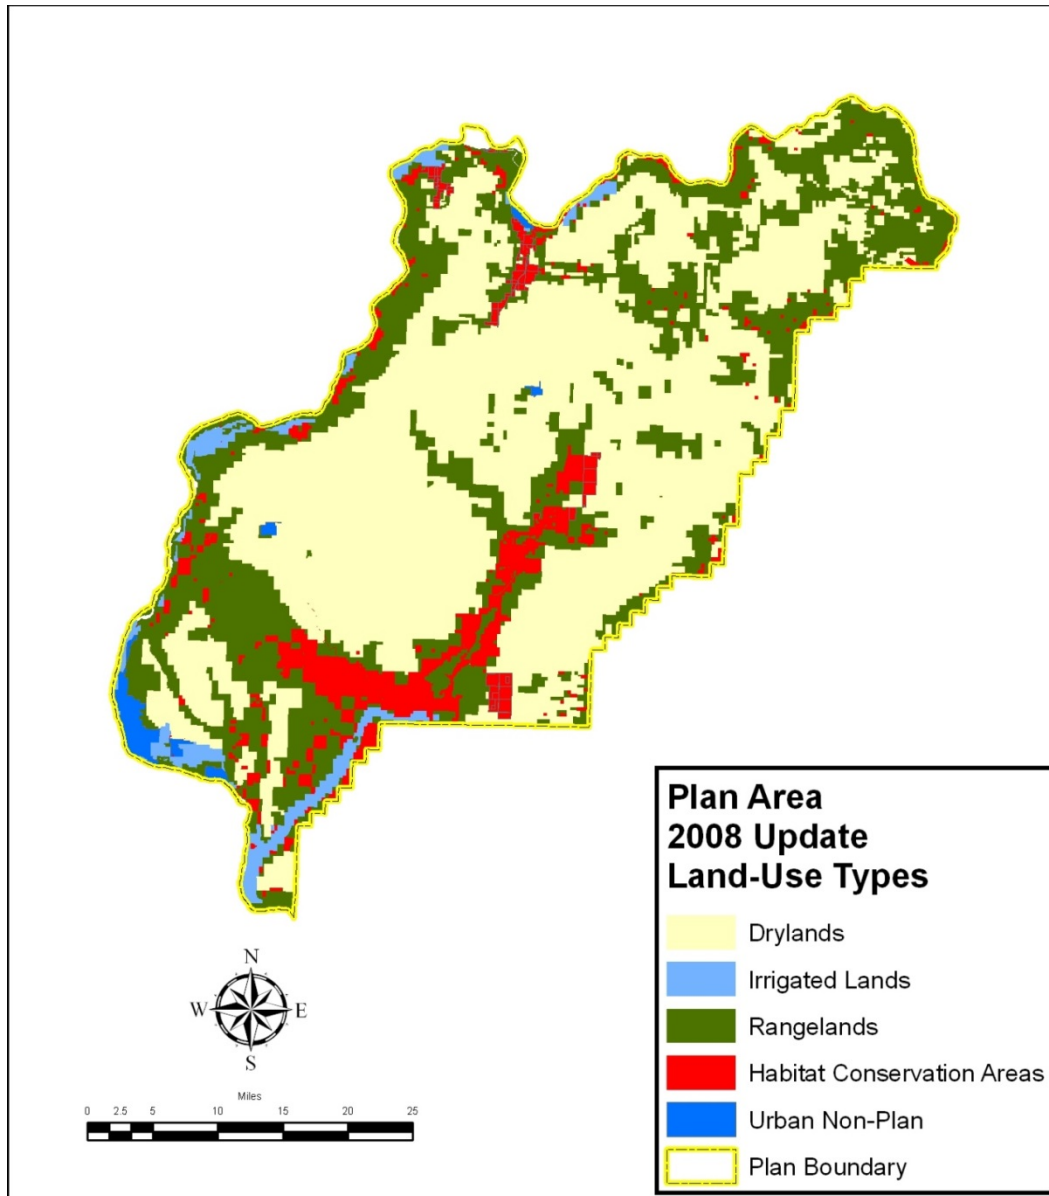 N
W
E
S
Miles
0 2.5 5 10 15 20 25
Plan Area
2008 Update
Land-Use Types
Drylands
Irrigated Lands
Rangelands
Habitat Conservation Areas
Urban Non-Plan
Plan Boundary